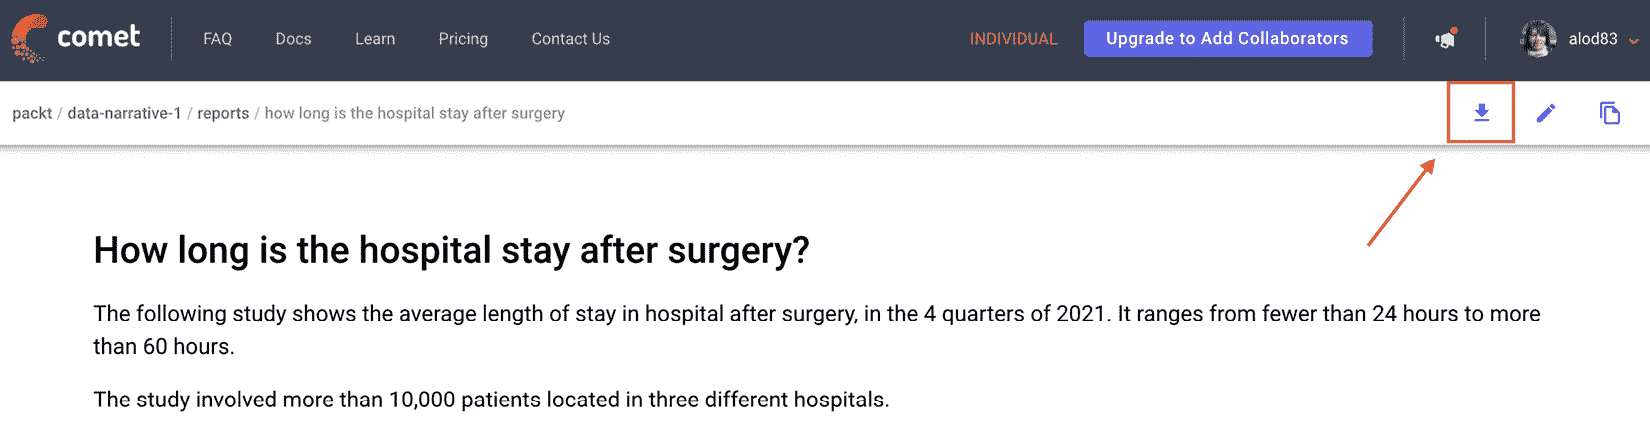 comet FAQ Docs Learn Pricing Contact Us INDIVIDUAL Upgrade to Add Collaborators alod83
packt / data-narrative-1 / reports / how long is the hospital stay after surgery
How long is the hospital stay after surgery?
The following study shows the average length of stay in hospital after surgery, in the 4 quarters of 2021. It ranges from fewer than 24 hours to more
than 60 hours.
The study involved more than 10,000 patients located in three different hospitals.